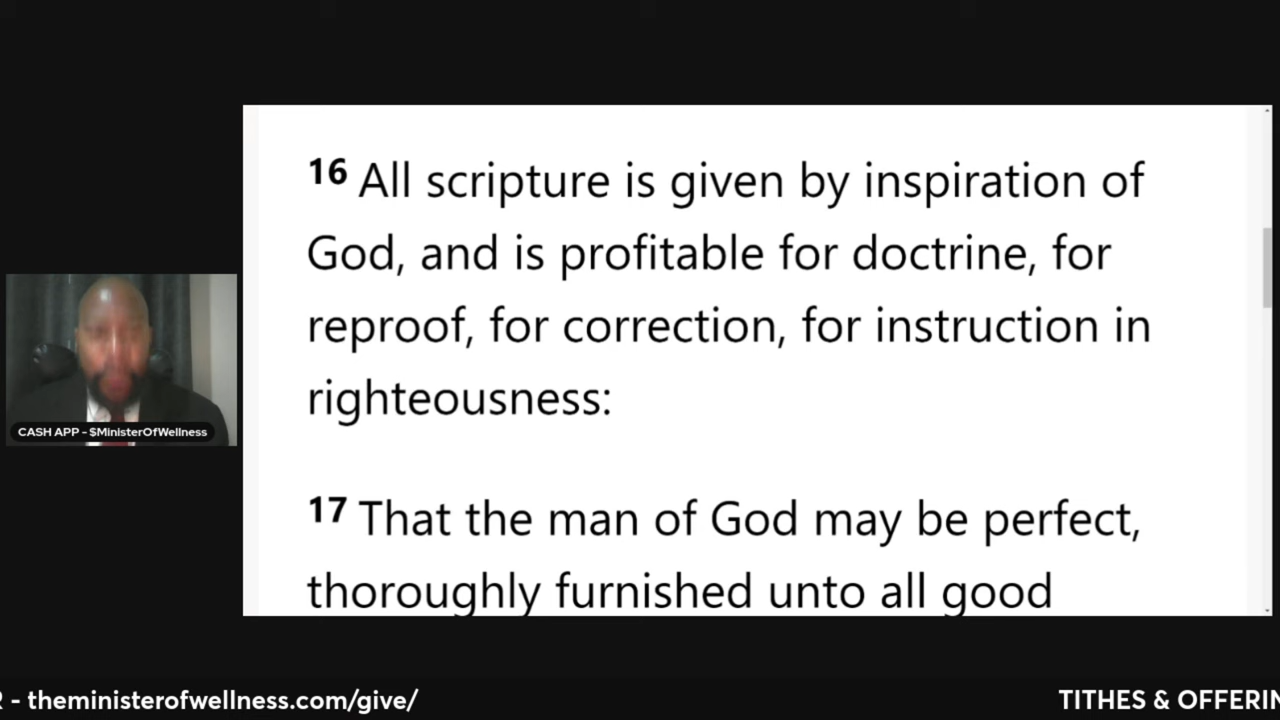 16 All scripture is given by inspiration of
God, and is profitable for doctrine, for
reproof, for correction, for instruction in
righteousness:
17 That the man of God may be perfect,
thoroughly furnished unto all good
CASH APP - $MinisterOfWellness
- theministerofwellness.com/give/
TITHES & OFFERIN